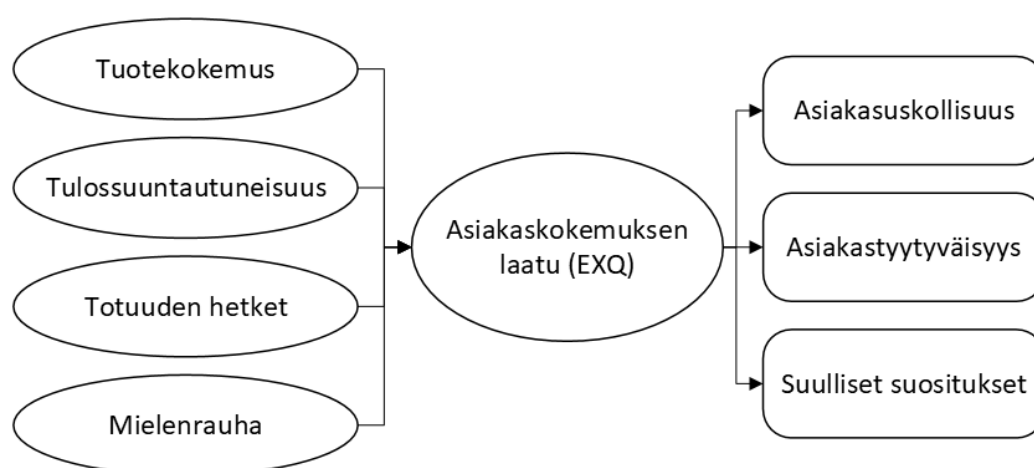 Tuotekokemus
Tulossuuntautuneisuus
Totuuden hetket
Mielenrauha
Asiakaskokemuksen
laatu (EXQ)
Asiakasuskollisuus
Asiakastyytyväisyys
Suulliset suositukset